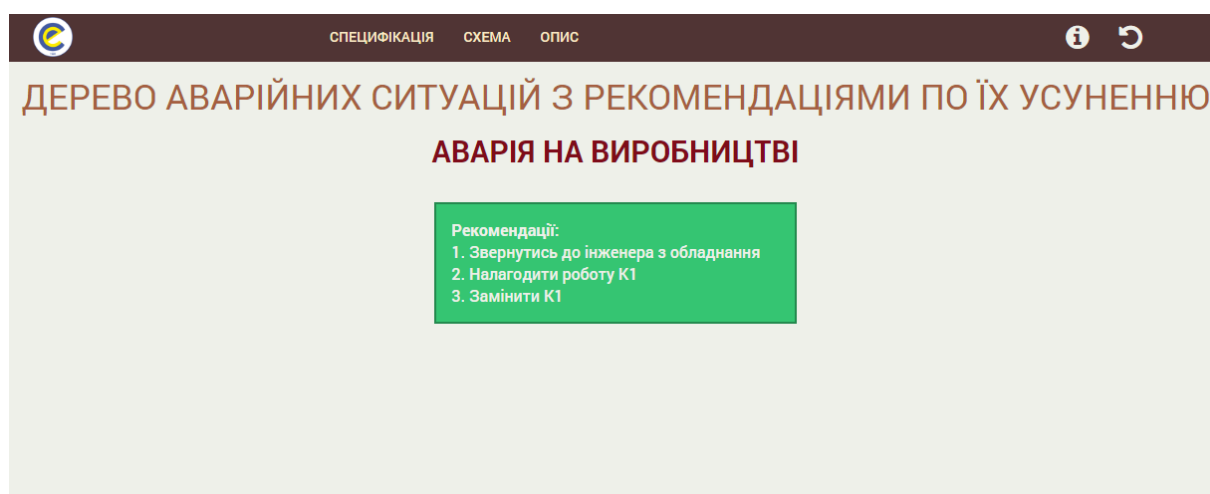 СПЕЦИФІКАЦІЯ СХЕМА ОПИС
ДЕРЕВО АВАРІЙНИХ СИТУАЦІЙ З РЕКОМЕНДАЦІЯМИ ПО ЇХ УСУНЕННЮ
АВАРІЯ НА ВИРОБНИЦТВІ
Рекомендації:
1. Звернутись до інженера з обладнання
2. Налагодити роботу К1
3. Замінити К1